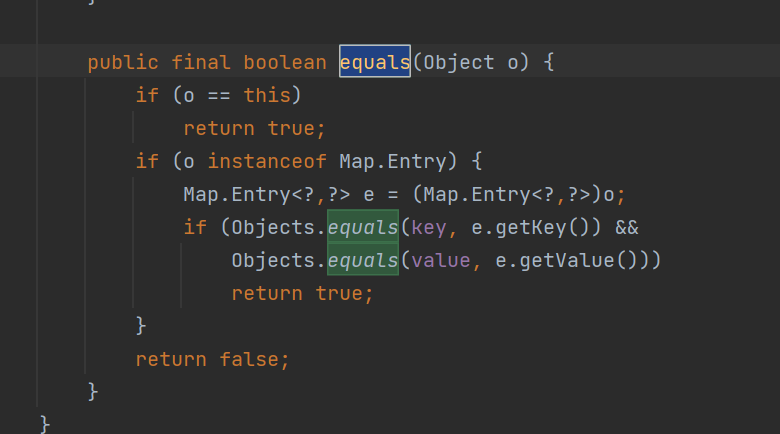 }
public final boolean equals(Object o) {
if (o == this)
return true;
if (o instanceof Map.Entry) {
Map.Entry<?,?> e = (Map.Entry<?,?>)o;
if (Objects.equals(key, e.getKey()) &&
Objects.equals(value, e.getValue()))
return true;
}
return false;
}
}